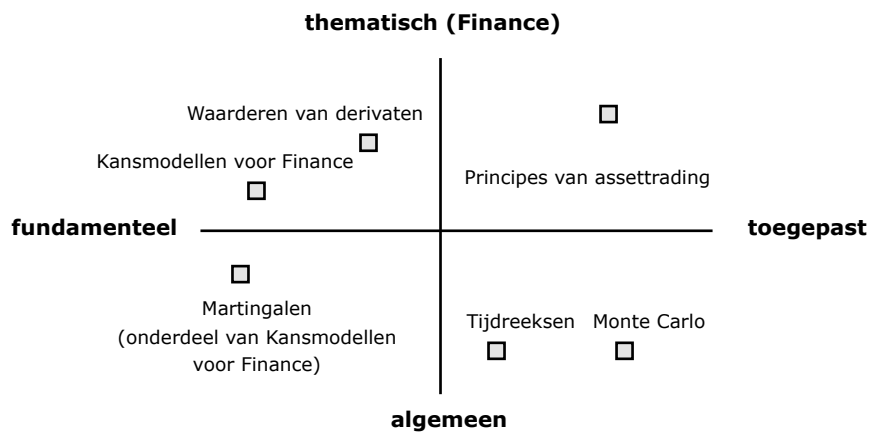 thematisch (Finance)
Waarderen van derivaten
Kansmodellen voor Finance
Principes van assettrading
fundamenteel
toegepast
Martingalen
(onderdeel van Kansmodellen
voor Finance)
Tijdreeksen
Monte Carlo
algemeen